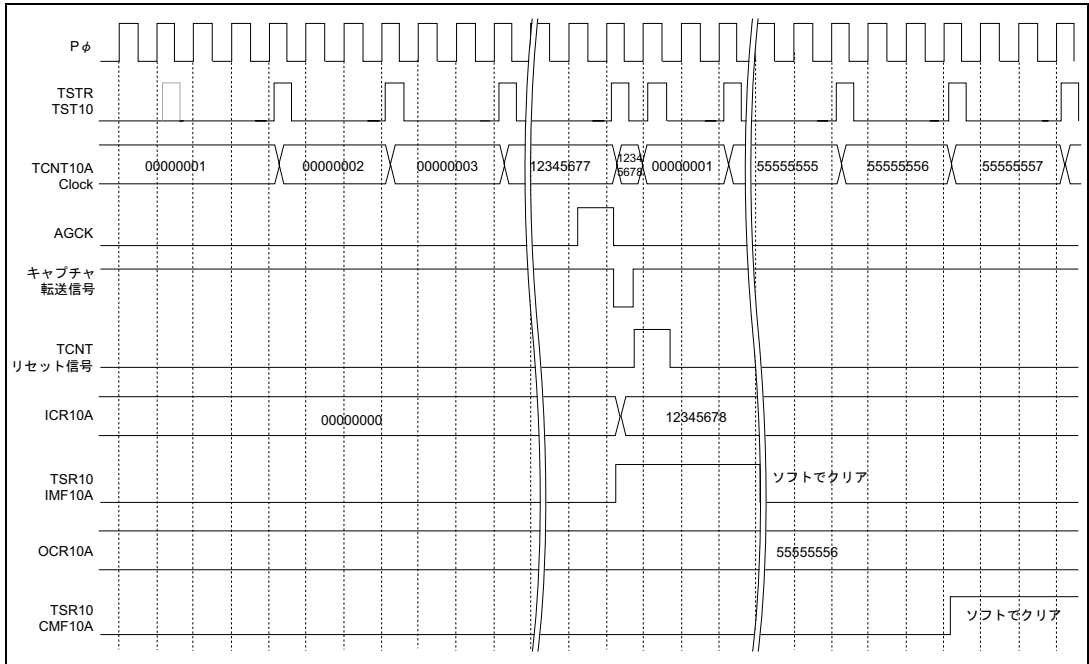 Pφ
TSTR
TST10
TCNT10A
Clock
00000001
00000002
00000003
12345677
1234
5678
00000001
55555555
55555556
55555557
AGCK
キャプチャ
転送信号
TCNT
リセット信号
ICR10A
00000000
12345678
TSR10
IMF10A
ソフトでクリア
OCR10A
55555556
TSR10
CMF10A
ソフトでクリア